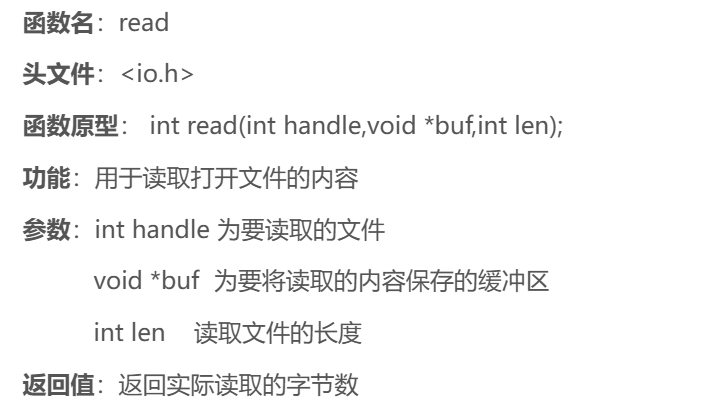 函数名：read
头文件：<io.h>
函数原型： int read(int handle,void *buf,int len);
功能：用于读取打开文件的内容
参数：int handle 为要读取的文件
void *buf  为要将读取的内容保存的缓冲区
int len    读取文件的长度
返回值：返回实际读取的字节数